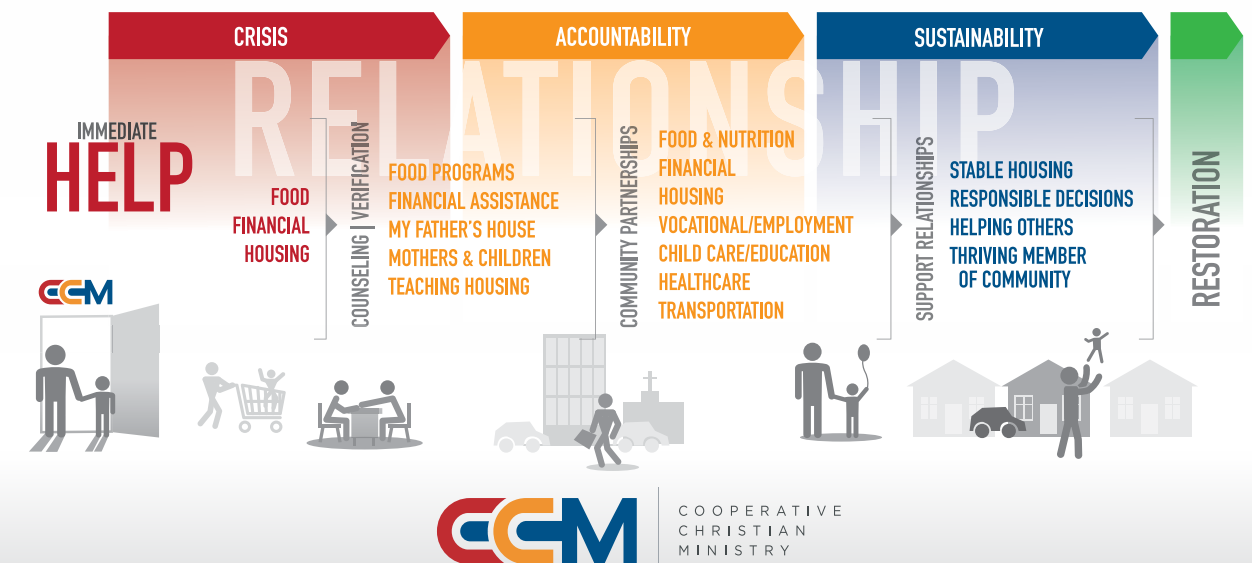 CRISIS
ACCOUNTABILITY
SUSTAINABILITY
RELATIONSHIP
IMMEDIATE
HELP
FOOD
FINANCIAL
HOUSING
COUNSELING | VERIFICATION
FOOD PROGRAMS
FINANCIAL ASSISTANCE
MY FATHER'S HOUSE
MOTHERS & CHILDREN
TEACHING HOUSING
COMMUNITY PARTNERSHIPS
FOOD & NUTRITION
FINANCIAL
HOUSING
VOCATIONAL/EMPLOYMENT
CHILD CARE/EDUCATION
HEALTHCARE
TRANSPORTATION
SUPPORT RELATIONSHIPS
STABLE HOUSING
RESPONSIBLE DECISIONS
HELPING OTHERS
THRIVING MEMBER
OF COMMUNITY
RESTORATION
CCM
CCM
COOPERATIVE
CHRISTIAN
MINISTRY